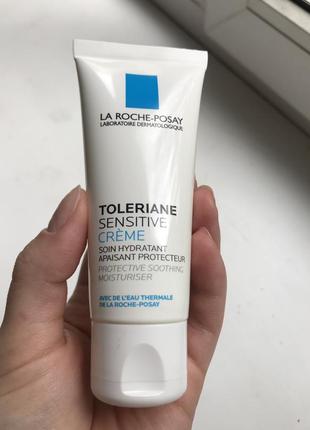 LA ROCHE-POSAY
LABORATOIRE DERMATOLOGIQUE
TOLERIANE
SENSITIVE
CRÈME
SOIN HYDRATANT
APAISANT PROTECTEUR
PROTECTIVE SOOTHING
MOISTURISER
AVEC DE L'EAU THERMALE
DE LA ROCHE-POSAY